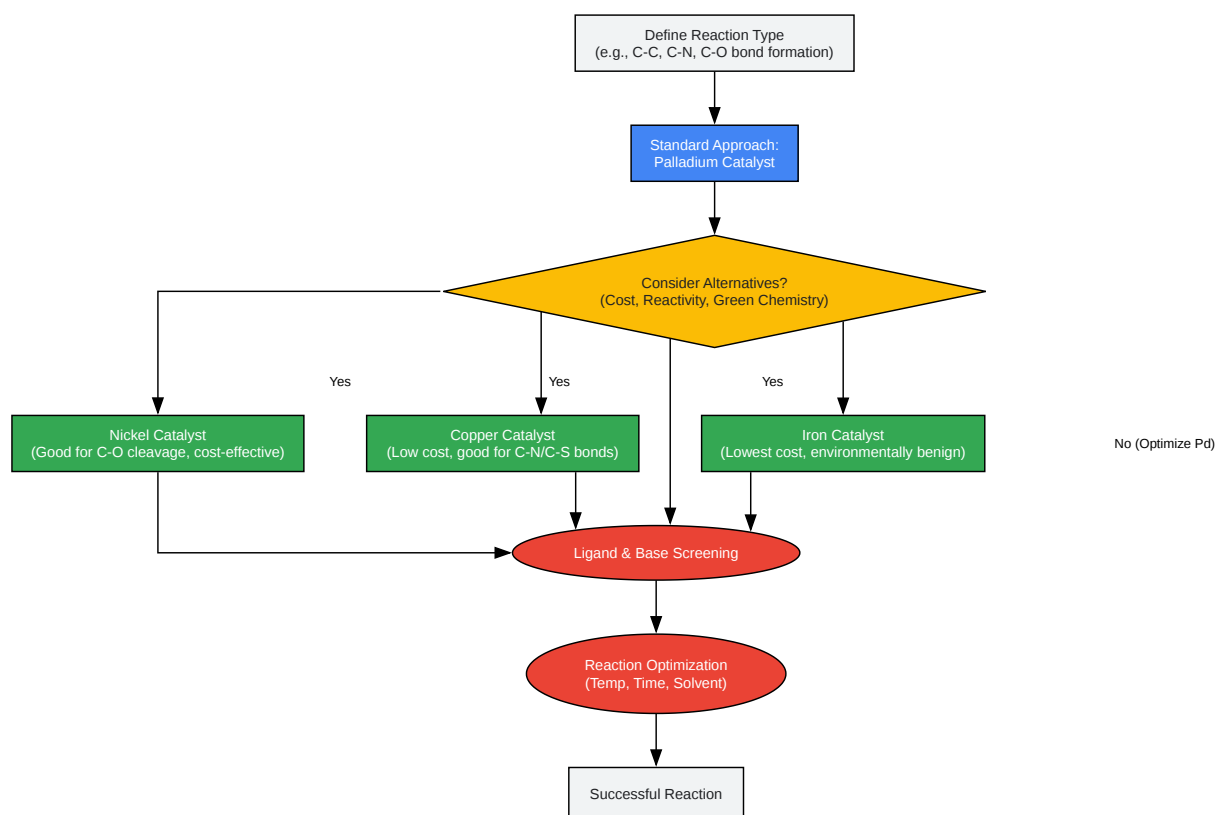 Define Reaction Type
(e.g., C-C, C-N, C-O bond formation)
Standard Approach:
Palladium Catalyst
Consider Alternatives?
(Cost, Reactivity, Green Chemistry)
Yes
Yes
Yes
Nickel Catalyst
(Good for C-O cleavage, cost-effective)
Copper Catalyst
(Low cost, good for C-N/C-S bonds)
Iron Catalyst
(Lowest cost, environmentally benign)
No (Optimize Pd)
Ligand & Base Screening
Reaction Optimization
(Temp, Time, Solvent)
Successful Reaction